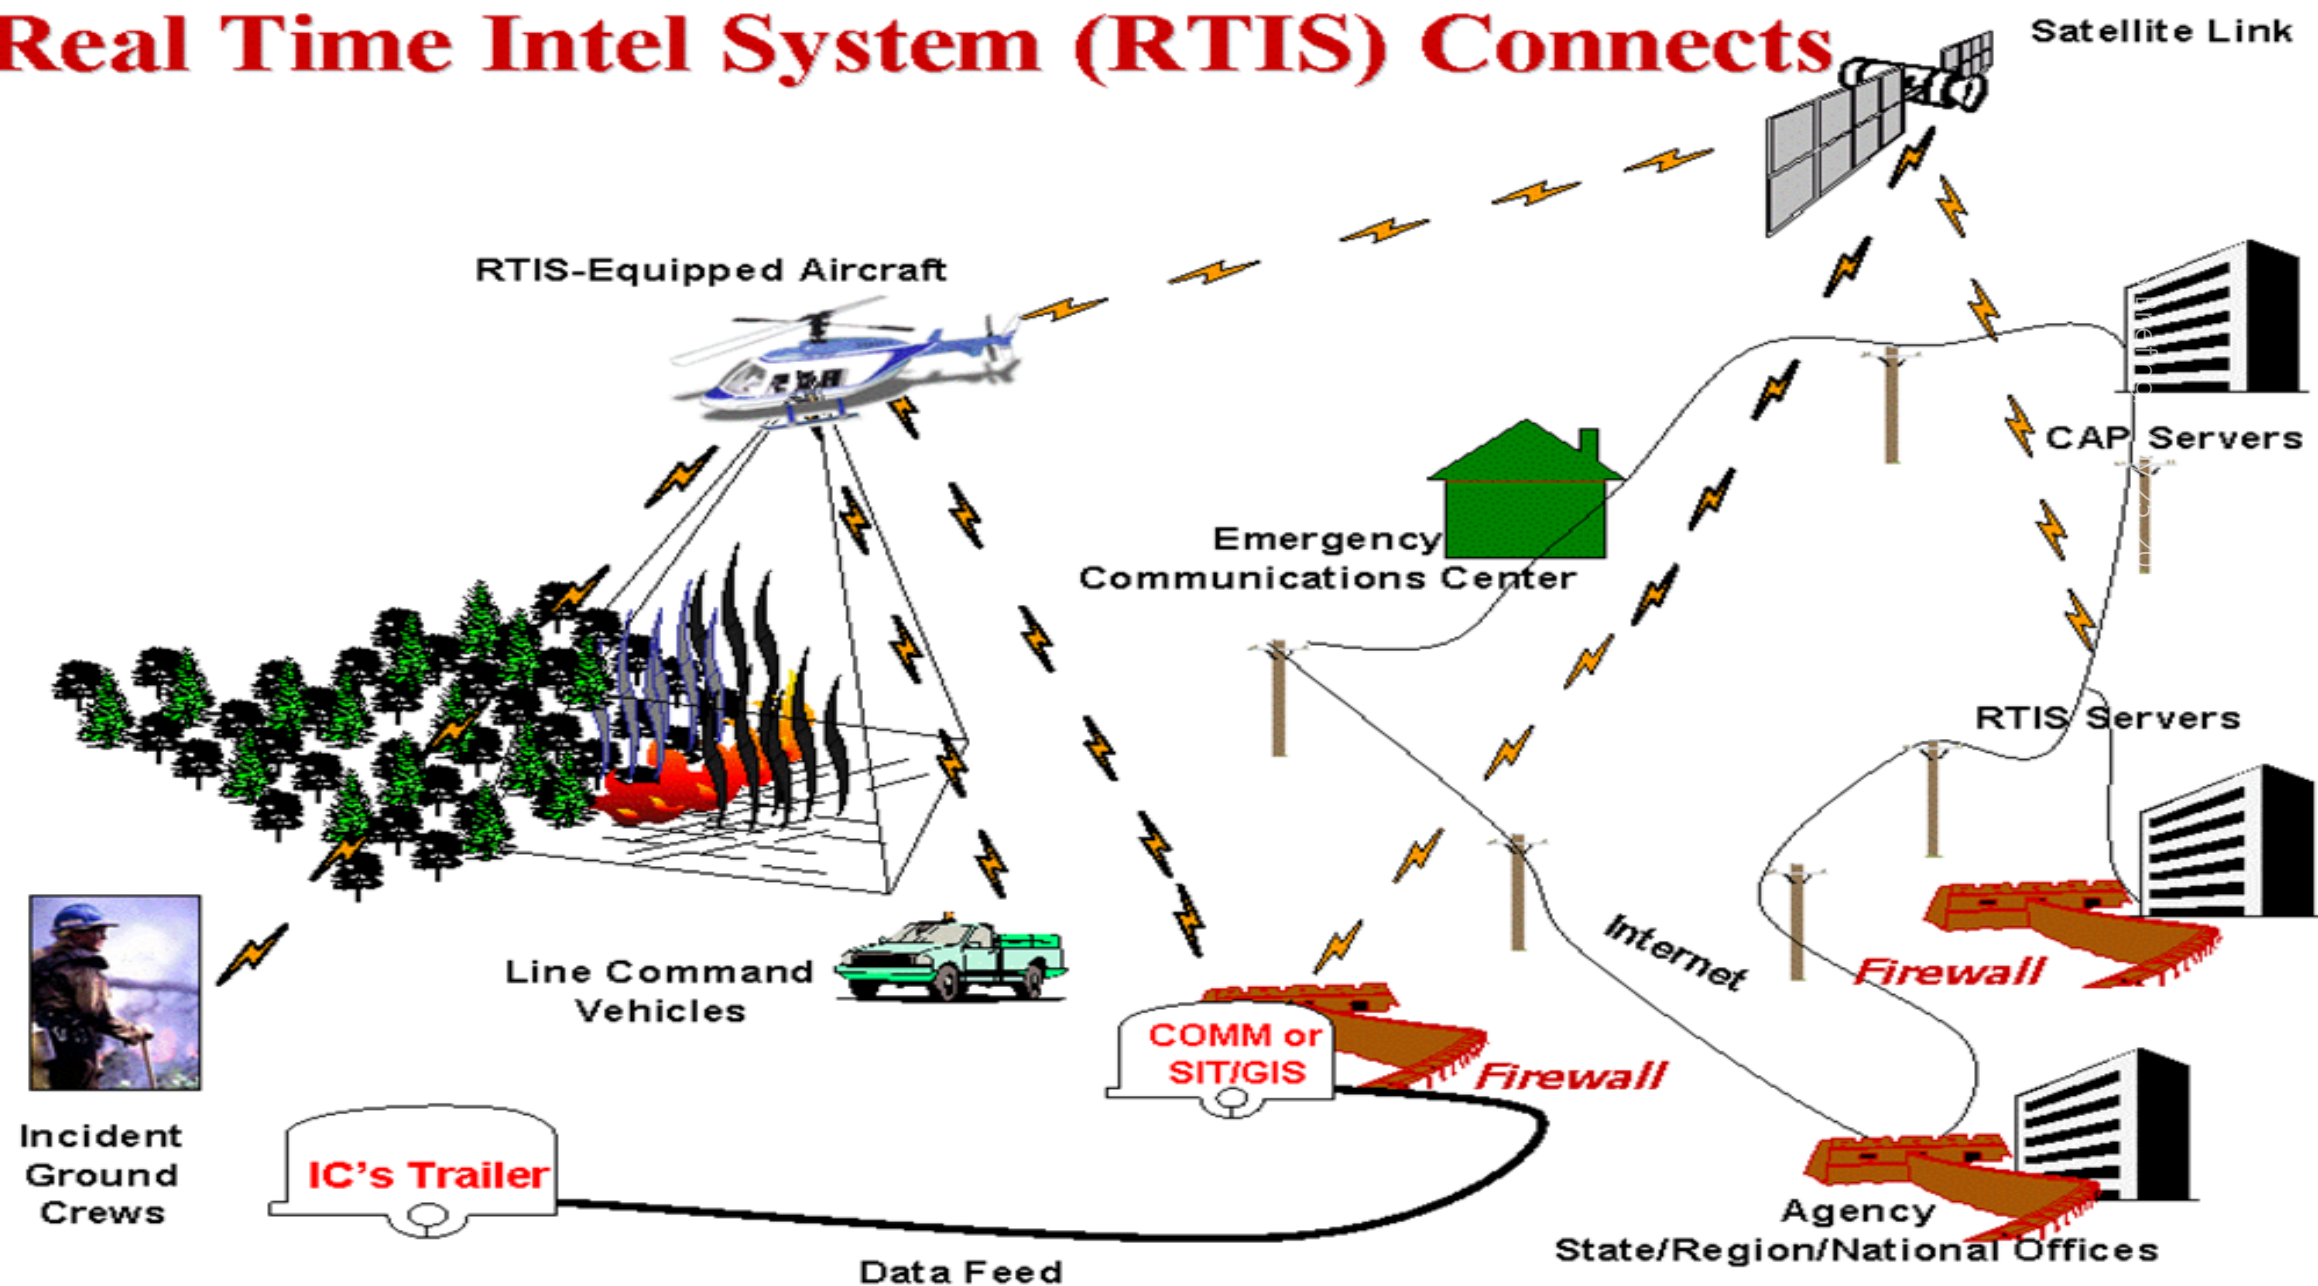 Real Time Intel System (RTIS) Connects
Satellite Link
RTIS-Equipped Aircraft
CAP Servers
Emergency
Communications Center
RTIS Servers
Internet
Firewall
Line Command
Vehicles
COMM or
SIT/GIS
Firewall
Incident
Ground
Crews
IC's Trailer
Agency
State/Region/National Offices
Data Feed